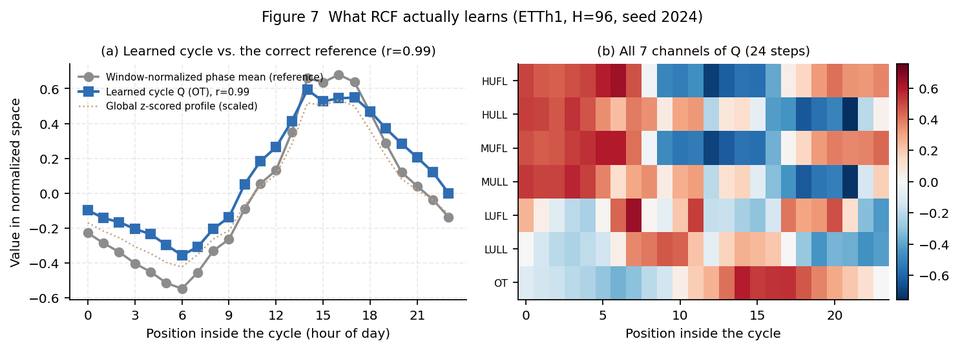 Figure 7 What RCF actually learns (ETTh1, H=96, seed 2024)
(a) Learned cycle vs. the correct reference (r=0.99)
Window-normalized phase mean (reference)
Learned cycle Q (OT), r=0.99
Global z-scored profile (scaled)
Value in normalized space
0.6
0.4
0.2
0.0
−0.2
−0.4
−0.6
0 3 6 9 12 15 18 21
Position inside the cycle (hour of day)
(b) All 7 channels of Q (24 steps)
HUFL
HULL
MUFL
MULL
LUFL
LULL
OT
0 5 10 15 20
Position inside the cycle
0.6
0.4
0.2
0.0
−0.2
−0.4
−0.6